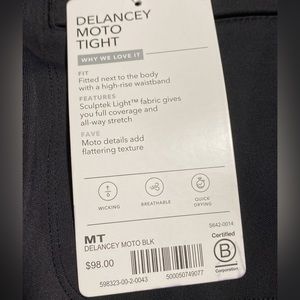 DELANCEY
MOTO
TIGHT
WHY WE LOVE IT
FIT
Fitted next to the body
with a high-rise waistband
FEATURES
Sculptek Light™ fabric gives
you full coverage and
all-way stretch
FAVE
Moto details add
flattering texture
WICKING
BREATHABLE
QUICK
DRYING
S642-0014
MT
DELANCEY MOTO BLK
$98.00
598323-00-2-0043
500050749077
Certified
B
Corporation